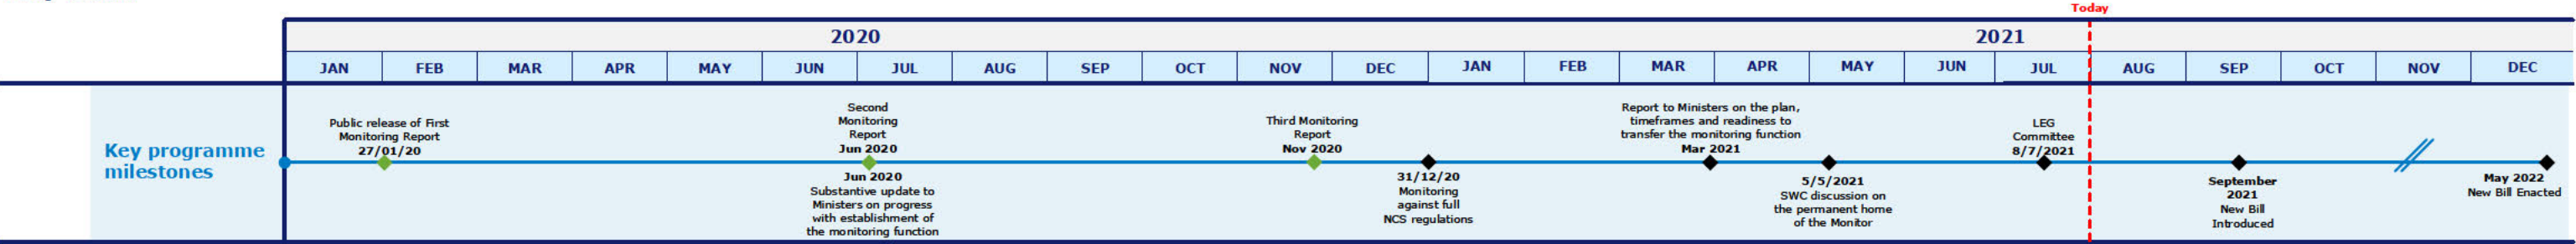 Today
2020
2021
JAN FEB MAR APR MAY JUN JUL AUG SEP OCT NOV DEC JAN FEB MAR APR MAY JUN JUL AUG SEP OCT NOV DEC
Key programme
milestones
Public release of First
Monitoring Report
27/01/20
Second
Monitoring
Report
Jun 2020
Jun 2020
Substantive update to
Ministers on progress
with establishment of
the monitoring function
Third Monitoring
Report
Nov 2020
31/12/20
Monitoring
against full
NCS regulations
Report to Ministers on the plan,
timeframes and readiness to
transfer the monitoring function
Mar 2021
5/5/2021
SWC discussion on
the permanent home
of the Monitor
LEG
Committee
8/7/2021
September
2021
New Bill
Introduced
May 2022
New Bill Enacted